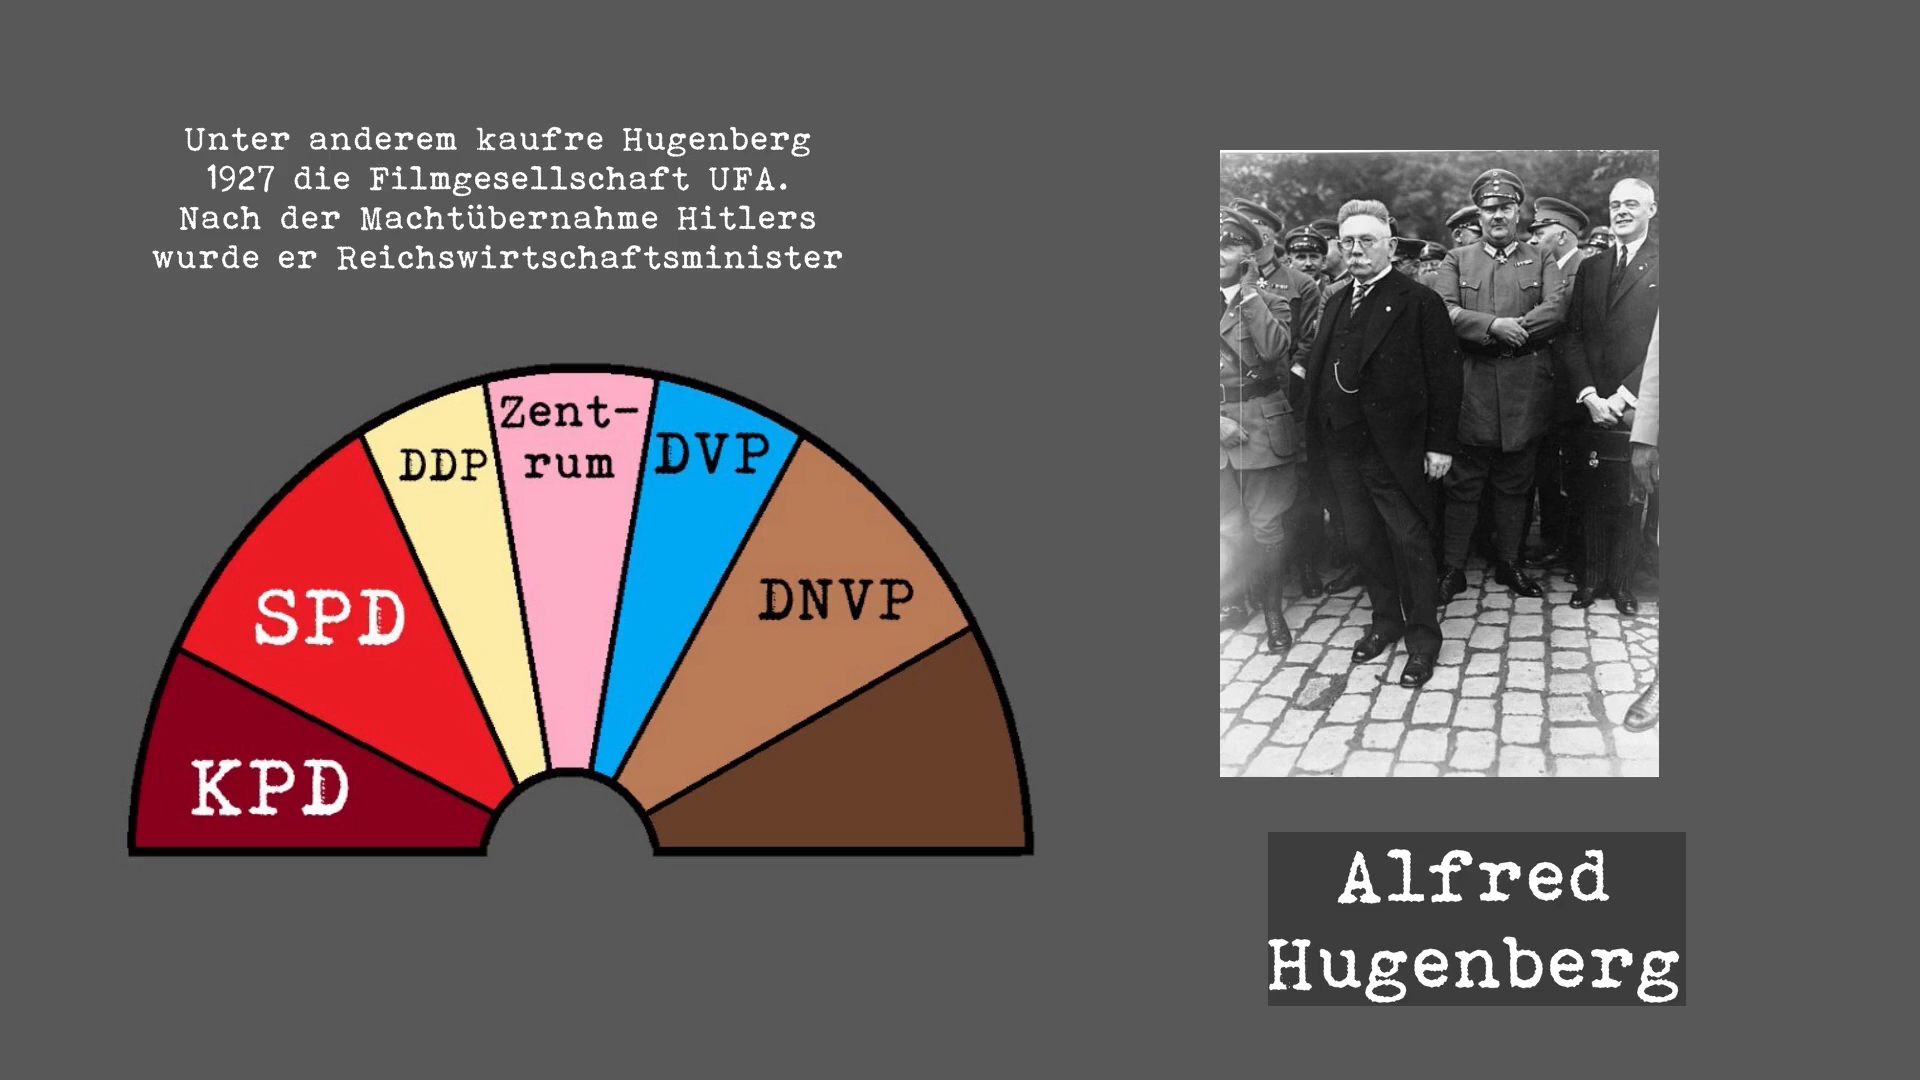 Unter anderem kaufre Hugenberg
1927 die Filmgesellschaft UFA.
Nach der Machtübernahme Hitlers
wurde er Reichswirtschaftsminister
Zent-
rum
DDP
DVP
SPD
DNVP
KPD
Alfred
Hugenberg